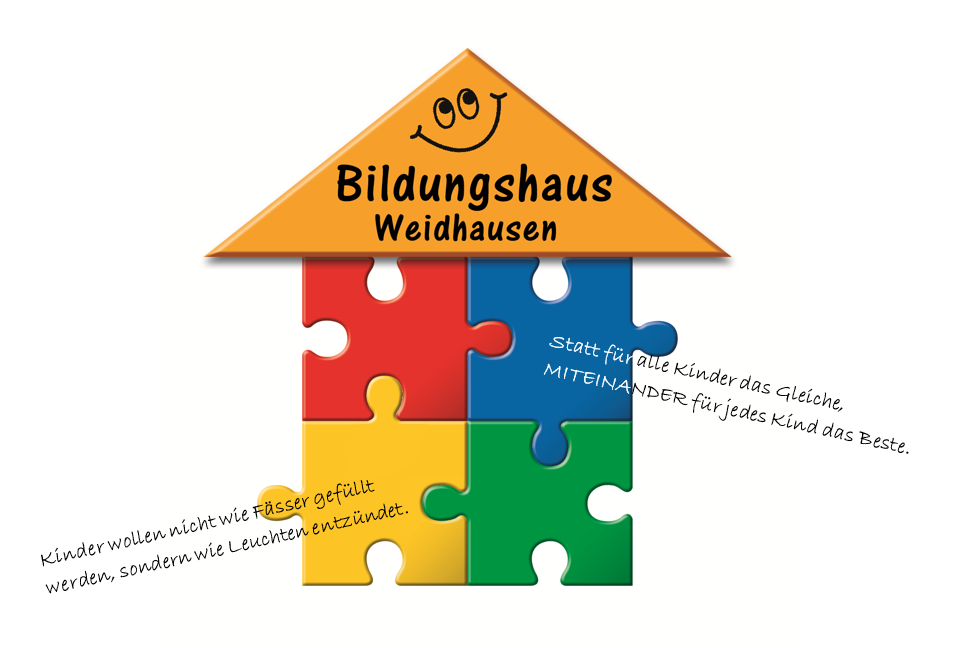 Bildungshaus
Weidhausen
Statt für alle Kinder das Gleiche,
MITEINANDER für jedes Kind das Beste.
Kinder wollen nicht wie Fässer gefüllt
werden, sondern wie Leuchten entzündet.